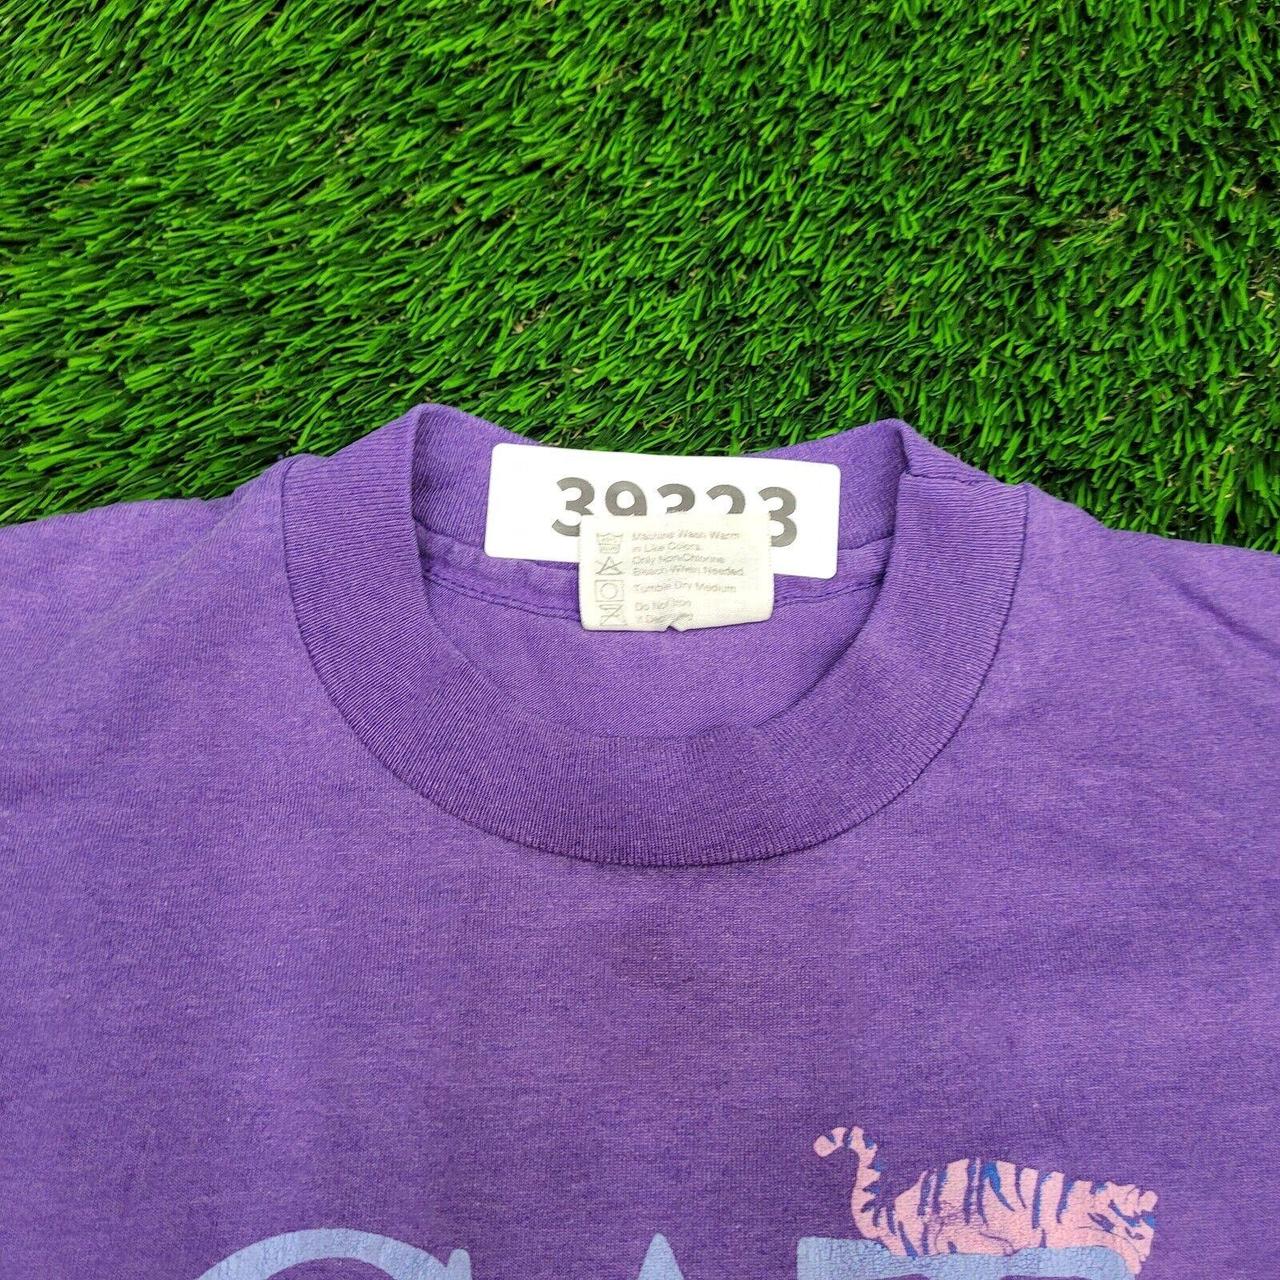 39323
Machine Wash Warm
in Like Colors.
Only Non-Chlorine
Bleach When Needed.
Tumble Dry Medium
Do Not Iron
CAT